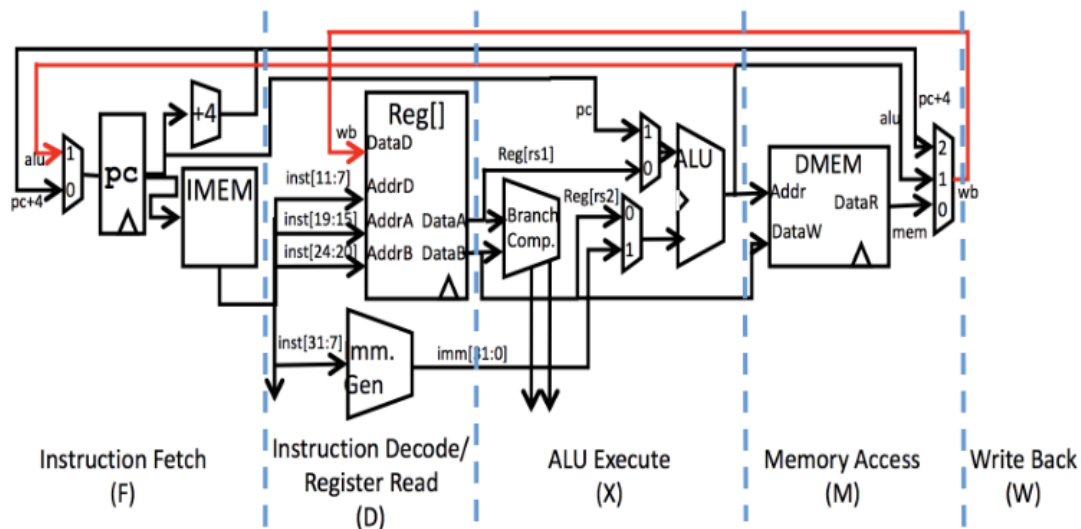 pc+4
alu
pc
+4
Reg[]
wb
DataD
1
DMEM
2
alu
1
pc
IMEM
inst[11:7]
AddrD
Reg[rs1]
0
ALU
Addr
1
0
pc+4
inst[19:15]
AddrA
DataA
Branch
Comp.
Reg[rs2]
0
DataR
0
wb
inst[24:20]
AddrB
DataB
1
DataW
mem
inst[31:7]
mm.
Gen
imm[31:0]
Instruction Fetch
(F)
Instruction Decode/
Register Read
(D)
ALU Execute
(X)
Memory Access
(M)
Write Back
(W)